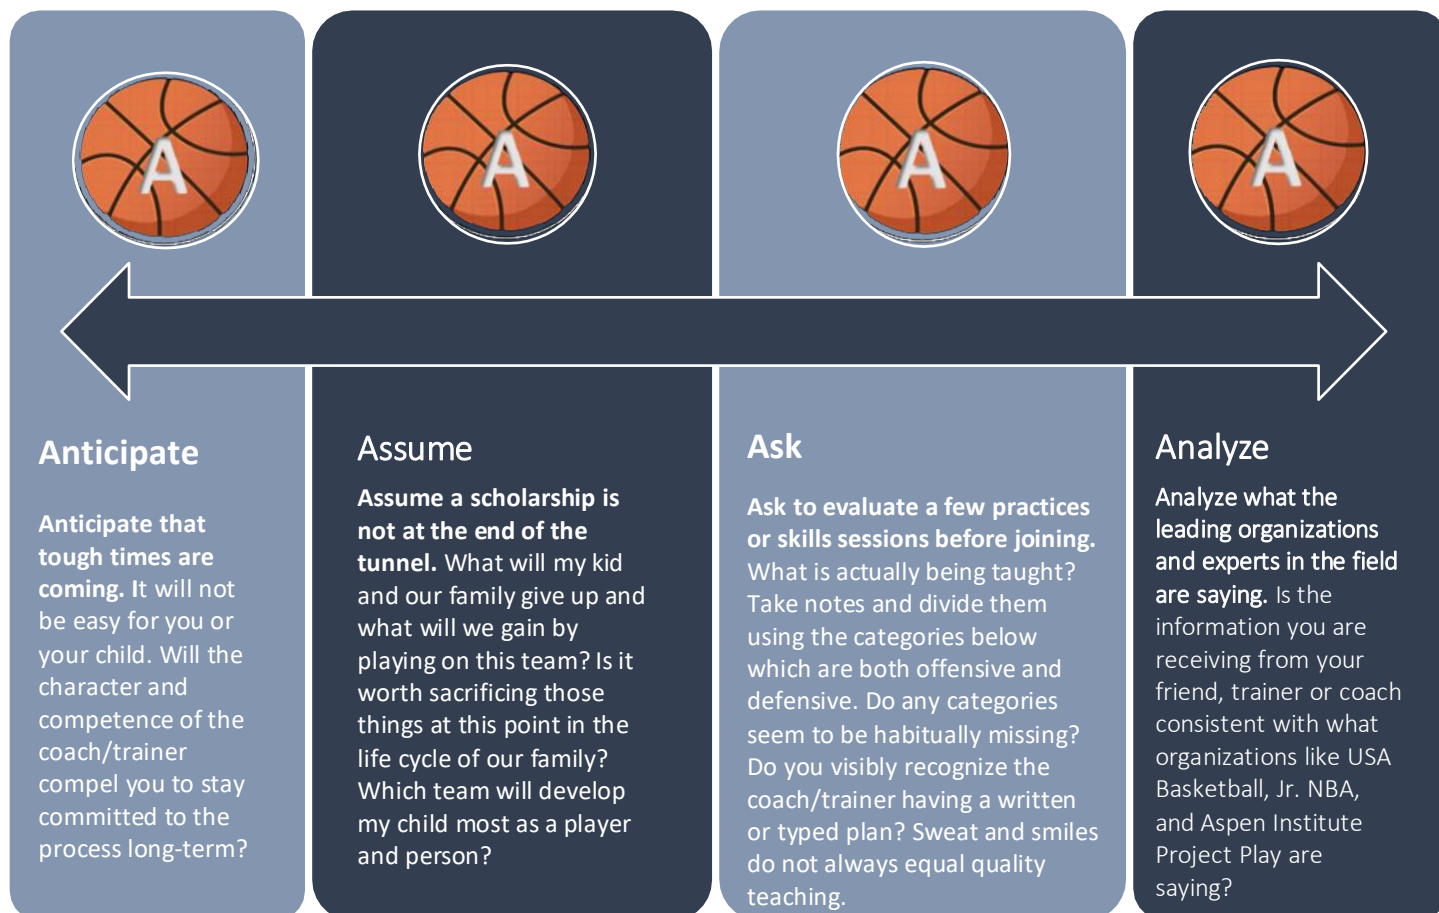 A
A
A
A
Anticipate
Anticipate that
tough times are
coming. It will not
be easy for you or
your child. Will the
character and
competence of the
coach/trainer
compel you to stay
committed to the
process long-term?
Assume
Assume a scholarship is
not at the end of the
tunnel. What will my kid
and our family give up and
what will we gain by
playing on this team? Is it
worth sacrificing those
things at this point in the
life cycle of our family?
Which team will develop
my child most as a player
and person?
Ask
Ask to evaluate a few practices
or skills sessions before joining.
What is actually being taught?
Take notes and divide them
using the categories below
which are both offensive and
defensive. Do any categories
seem to be habitually missing?
Do you visibly recognize the
coach/trainer having a written
or typed plan? Sweat and smiles
do not always equal quality
teaching.
Analyze
Analyze what the
leading organizations
and experts in the field
are saying. Is the
information you are
receiving from your
friend, trainer or coach
consistent with what
organizations like USA
Basketball, Jr. NBA,
and Aspen Institute
Project Play are
saying?